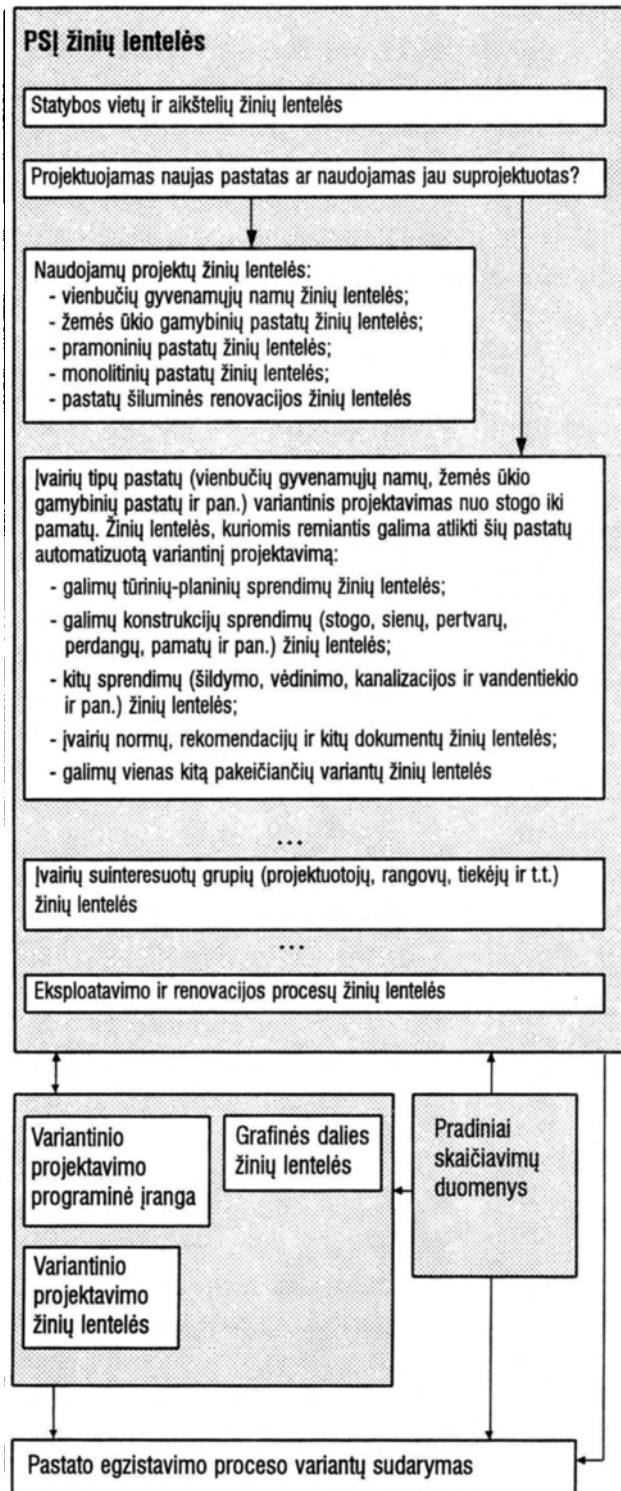 PSĮ žinių lentelės
Statybos vietų ir aikštelių žinių lentelės
Projektuojamas naujas pastatas ar naudojamas jau suprojektuotas?
Naudojamų projektų žinių lentelės:
- vienbučių gyvenamųjų namų žinių lentelės;
- žemės ūkio gamybinių pastatų žinių lentelės;
- pramoninių pastatų žinių lentelės;
- monolitinių pastatų žinių lentelės;
- pastatų šiluminės renovacijos žinių lentelės
Įvairių tipų pastatų (vienbučių gyvenamųjų namų, žemės ūkio
gamybinių pastatų ir pan.) variantinis projektavimas nuo stogo iki
pamatų. Žinių lentelės, kuriomis remiantis galima atlikti šių pastatų
automatizuotą variantinį projektavimą:
- galimų tūrinių-planinių sprendimų žinių lentelės;
- galimų konstrukcijų sprendimų (stogo, sienų, pertvarų,
perdangų, pamatų ir pan.) žinių lentelės;
- kitų sprendimų (šildymo, vėdinimo, kanalizacijos ir vandentiekio
ir pan.) žinių lentelės;
- įvairių normų, rekomendacijų ir kitų dokumentų žinių lentelės;
- galimų vienas kitą pakeičiančių variantų žinių lentelės
...
Įvairių suinteresuotų grupių (projektuotojų, rangovų, tiekėjų ir t.t.)
žinių lentelės
...
Eksploatavimo ir renovacijos procesų žinių lentelės
Variantinio
projektavimo
programinė įranga
Grafinės dalies
žinių lentelės
Pradiniai
skaičiavimų
duomenys
Variantinio
projektavimo
žinių lentelės
Pastato egzistavimo proceso variantų sudarymas